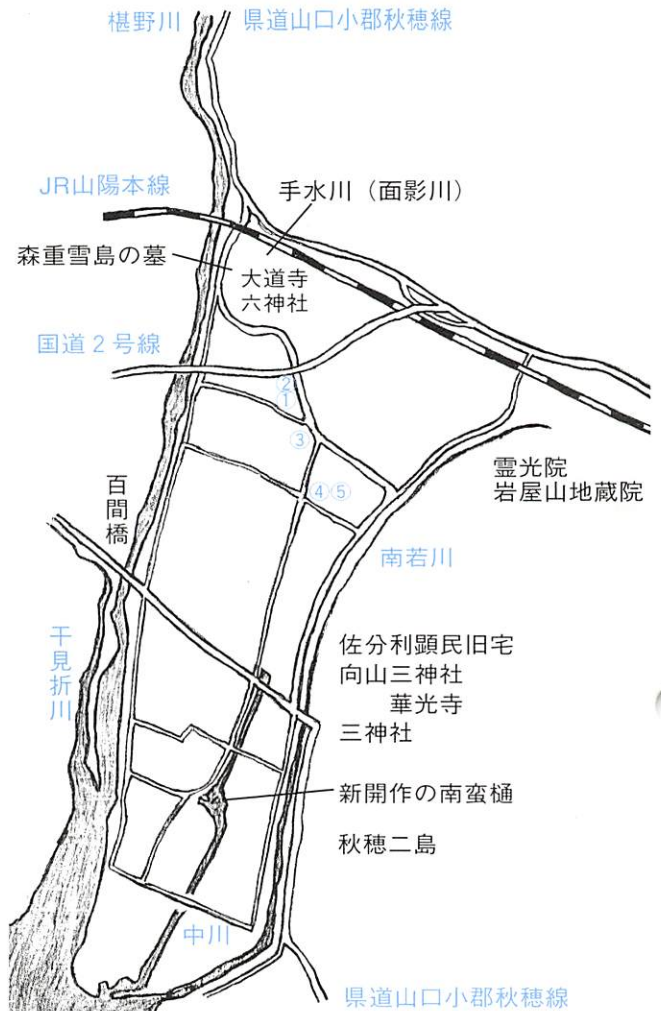 椹野川
県道山口小郡秋穂線
JR山陽本線
手水川（面影川）
森重雪島の墓
大道寺
六神社
国道２号線
②
①
③
④⑤
霊光院
岩屋山地蔵院
百間橋
南若川
干見折川
佐分利顕民旧宅
向山三神社
華光寺
三神社
新開作の南蛮樋
秋穂二島
中川
県道山口小郡秋穂線